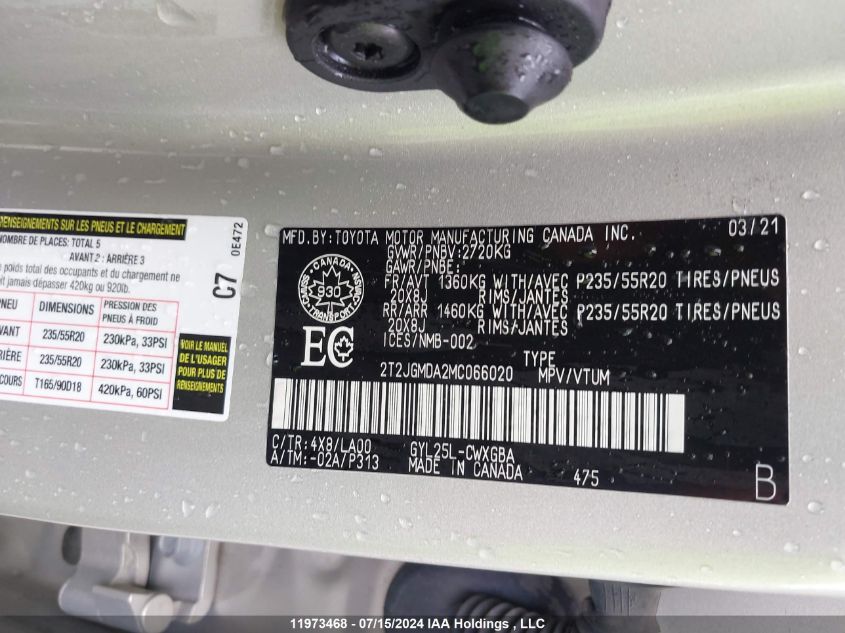 RENSEIGNEMENTS SUR LES PNEUS ET LE CHARGEMENT
NOMBRE DE PLACES: TOTAL 5
AVANT 2 : ARRIÈRE 3
poids total des occupants et du chargement ne
oit jamais dépasser 420kg ou 920lb.
PNEU DIMENSIONS PRESSION DES PNEUS À FROID
VANT 235/55R20 230kPa, 33PSI
RIÈRE 235/55R20 230kPa, 33PSI
COURS T165/90D18 420kPa, 60PSI
VOIR LE MANUEL
DE L'USAGER
POUR PLUS DE
RENSEIGNEMENTS
C7
0E472
MFD.BY:TOYOTA MOTOR MANUFACTURING CANADA INC. 03/21
GVWR/PNBV:2720KG
GAWR/PNBE:
FR/AVT 1360KG WITH/AVEC P235/55R20 TIRES/PNEUS
20X8J RIMS/JANTES
RR/ARR 1460KG WITH/AVEC P235/55R20 TIRES/PNEUS
20X8J RIMS/JANTES
ICES/NMB-002
CANADA
930
TRANSPORT
EC
TYPE
2T2JGMDA2MC066020 MPV/VTUM
C/TR:4X8/LA00 GYL25L-CWXGBA
A/TM:-02A/P313 MADE IN CANADA 475
B
11973468 - 07/15/2024 IAA Holdings , LLC